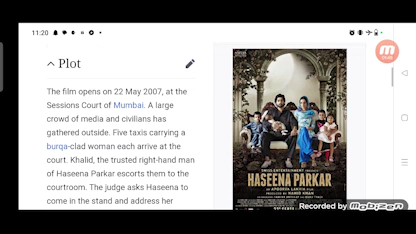 11:20
Plot
The film opens on 22 May 2007, at the
Sessions Court of Mumbai. A large
crowd of media and civilians has
gathered outside. Five taxis carrying a
burqa-clad woman each arrive at the
court. Khalid, the trusted right-hand man
of Haseena Parkar escorts them to the
courtroom. The judge asks Haseena to
come in the stand and address her
HASEENA PARKAR
Recorded by MOBIZEN